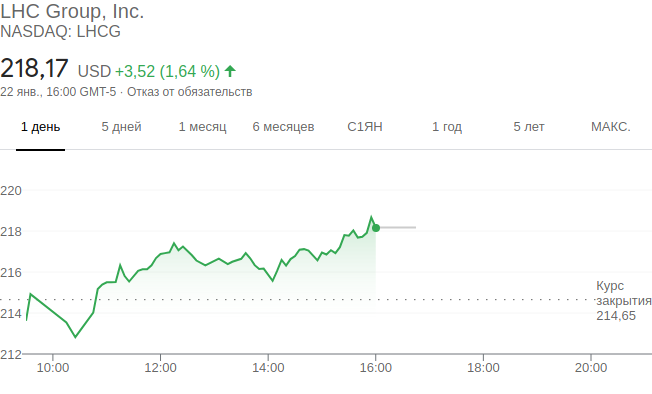 LHC Group, Inc.
NASDAQ: LHCG
218,17 USD +3,52 (1,64 %)
22 янв., 16:00 GMT-5 · Отказ от обязательств
1 день 5 дней 1 месяц 6 месяцев С1ЯН 1 год 5 лет МАКС.
220
218
216
Курс
закрытия
214,65
214
212
10:00 12:00 14:00 16:00 18:00 20:00